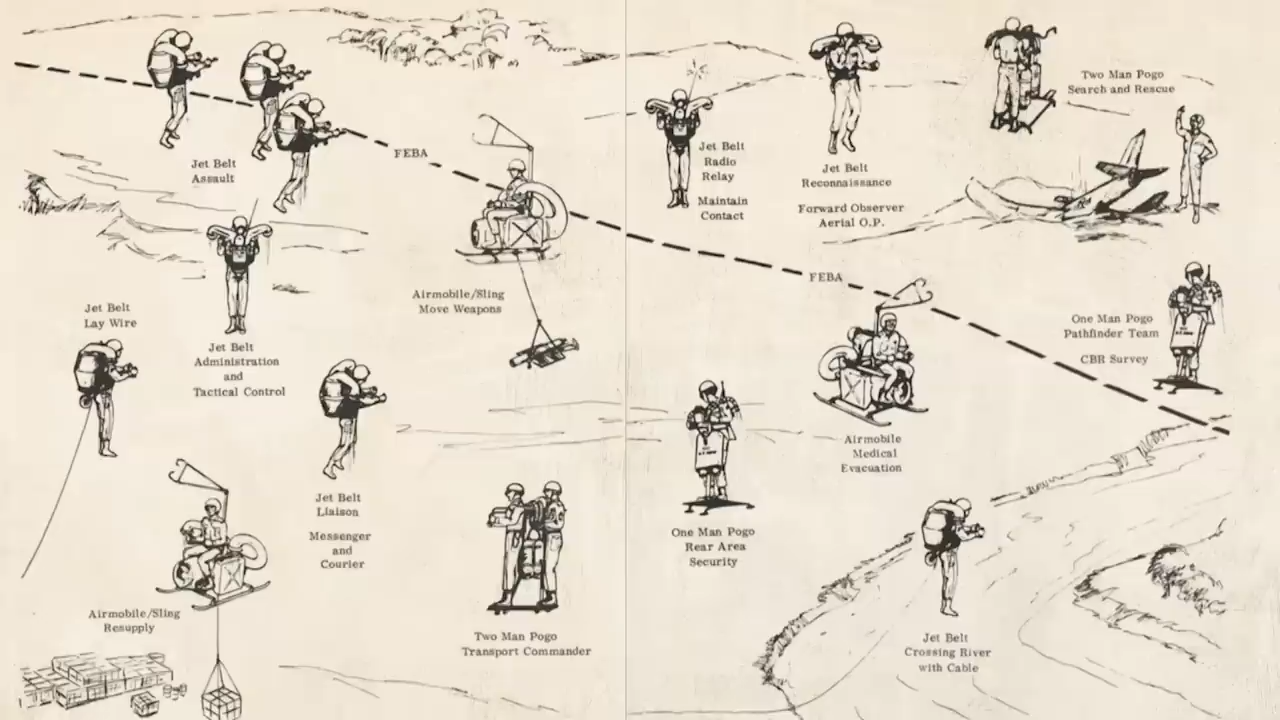 Jet Belt
Assault
FEBA
Jet Belt
Lay Wire
Jet Belt
Administration
and
Tactical Control
Airmobile/Sling
Move Weapons
Jet Belt
Liaison
Messenger
and
Courier
Airmobile/Sling
Resupply
Two Man Pogo
Transport Commander
Jet Belt
Radio
Relay
Maintain
Contact
Jet Belt
Reconnaissance
Forward Observer
Aerial O.P.
Two Man Pogo
Search and Rescue
FEBA
One Man Pogo
Pathfinder Team
CBR Survey
Airmobile
Medical
Evacuation
One Man Pogo
Rear Area
Security
Jet Belt
Crossing River
with Cable